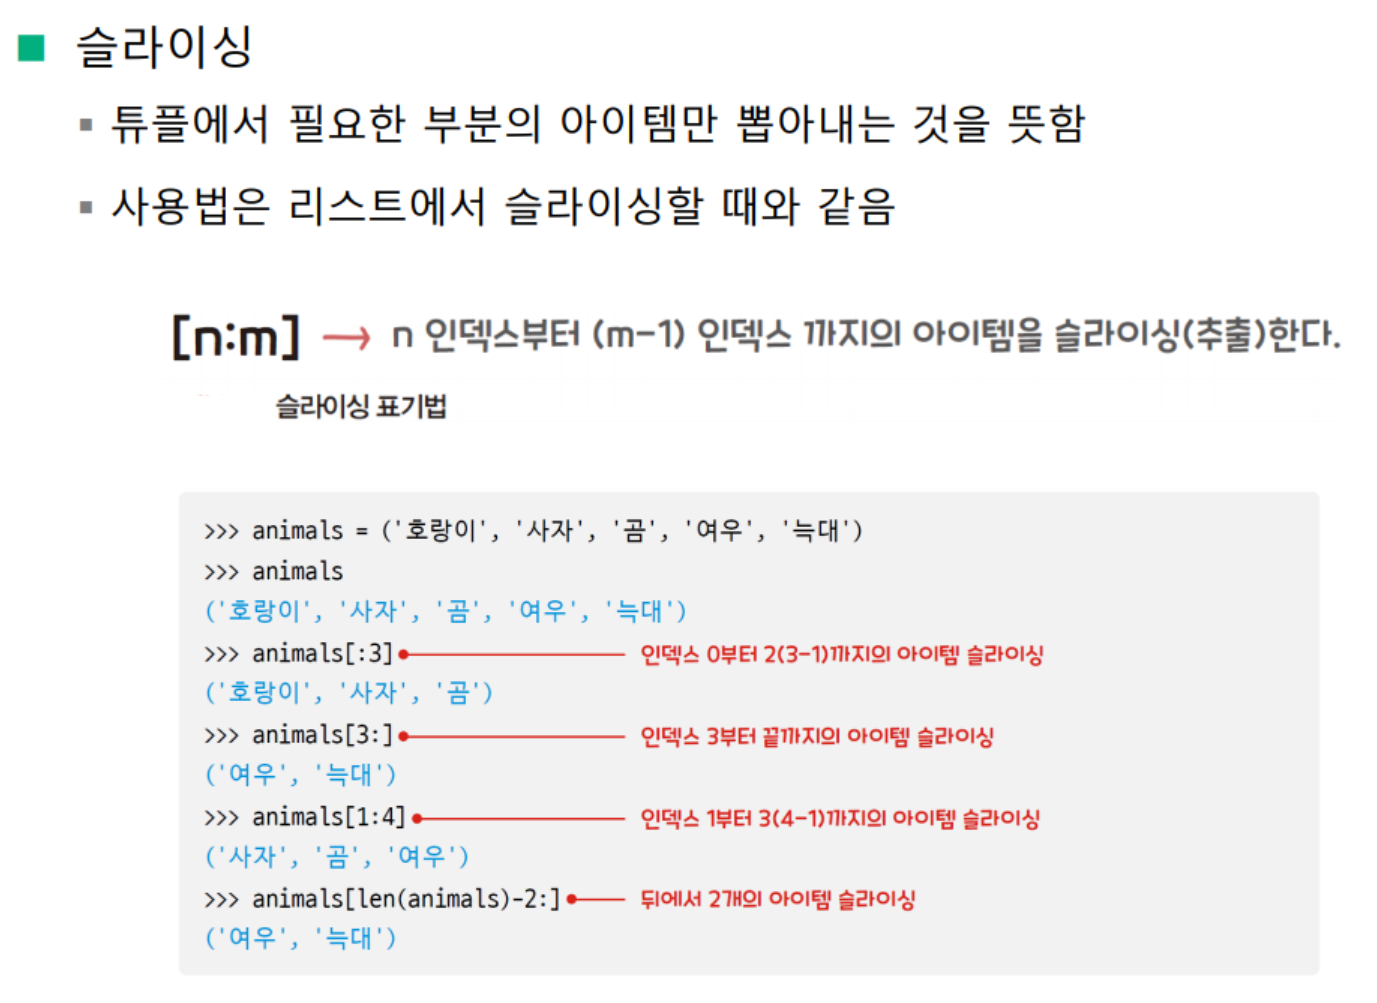 슬라이싱
튜플에서 필요한 부분의 아이템만 뽑아내는 것을 뜻함
사용법은 리스트에서 슬라이싱할 때와 같음
[n:m] → n 인덱스부터 (m-1) 인덱스 까지의 아이템을 슬라이싱(추출)한다.
슬라이싱 표기법
>>> animals = ('호랑이', '사자', '곰', '여우', '늑대')
>>> animals
('호랑이', '사자', '곰', '여우', '늑대')
>>> animals[:3] 인덱스 0부터 2(3-1)까지의 아이템 슬라이싱
('호랑이', '사자', '곰')
>>> animals[3:] 인덱스 3부터 끝까지의 아이템 슬라이싱
('여우', '늑대')
>>> animals[1:4] 인덱스 1부터 3(4-1)까지의 아이템 슬라이싱
('사자', '곰', '여우')
>>> animals[len(animals)-2:] 뒤에서 2개의 아이템 슬라이싱
('여우', '늑대')